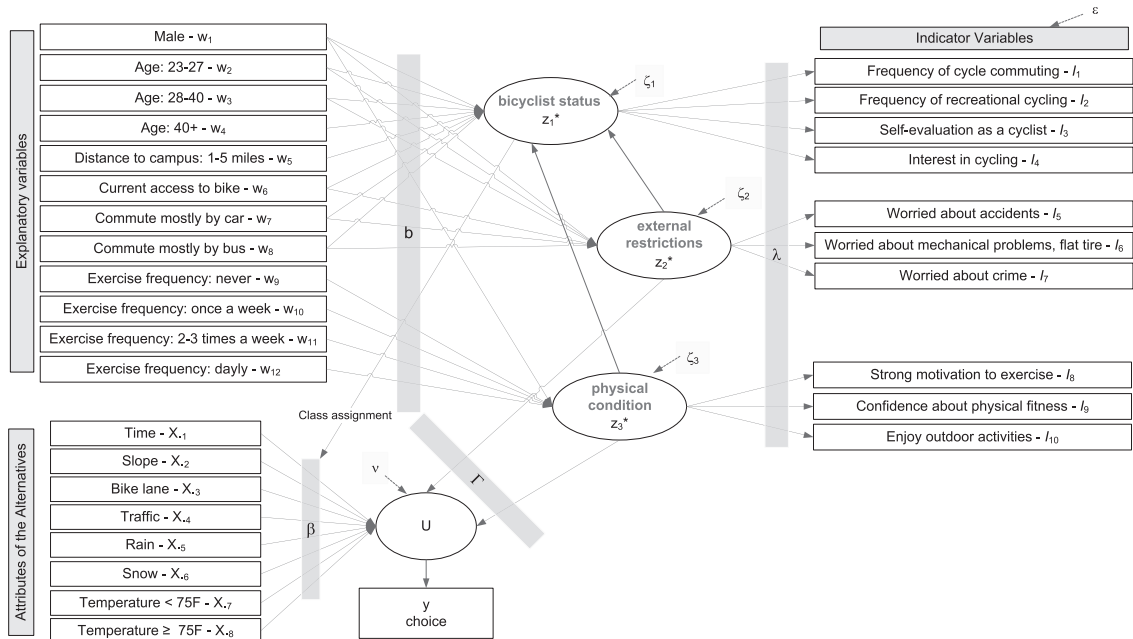 Explanatory variables
Male - w₁
Age: 23-27 - w₂
Age: 28-40 - w₃
Age: 40+ - w₄
Distance to campus: 1-5 miles - w₅
Current access to bike - w₆
Commute mostly by car - w₇
Commute mostly by bus - w₈
Exercise frequency: never - w₉
Exercise frequency: once a week - w₁₀
Exercise frequency: 2-3 times a week - w₁₁
Exercise frequency: dayly - w₁₂
b
bicyclist status
z₁*
ζ₁
external
restrictions
z₂*
ζ₂
physical
condition
z₃*
ζ₃
λ
ε
Indicator Variables
Frequency of cycle commuting - I₁
Frequency of recreational cycling - I₂
Self-evaluation as a cyclist - I₃
Interest in cycling - I₄
Worried about accidents - I₅
Worried about mechanical problems, flat tire - I₆
Worried about crime - I₇
Strong motivation to exercise - I₈
Confidence about physical fitness - I₉
Enjoy outdoor activities - I₁₀
Class assignment
Attributes of the Alternatives
Time - X.₁
Slope - X.₂
Bike lane - X.₃
Traffic - X.₄
Rain - X.₅
Snow - X.₆
Temperature < 75F - X.₇
Temperature ≥ 75F - X.₈
β
ν
Γ
U
y
choice